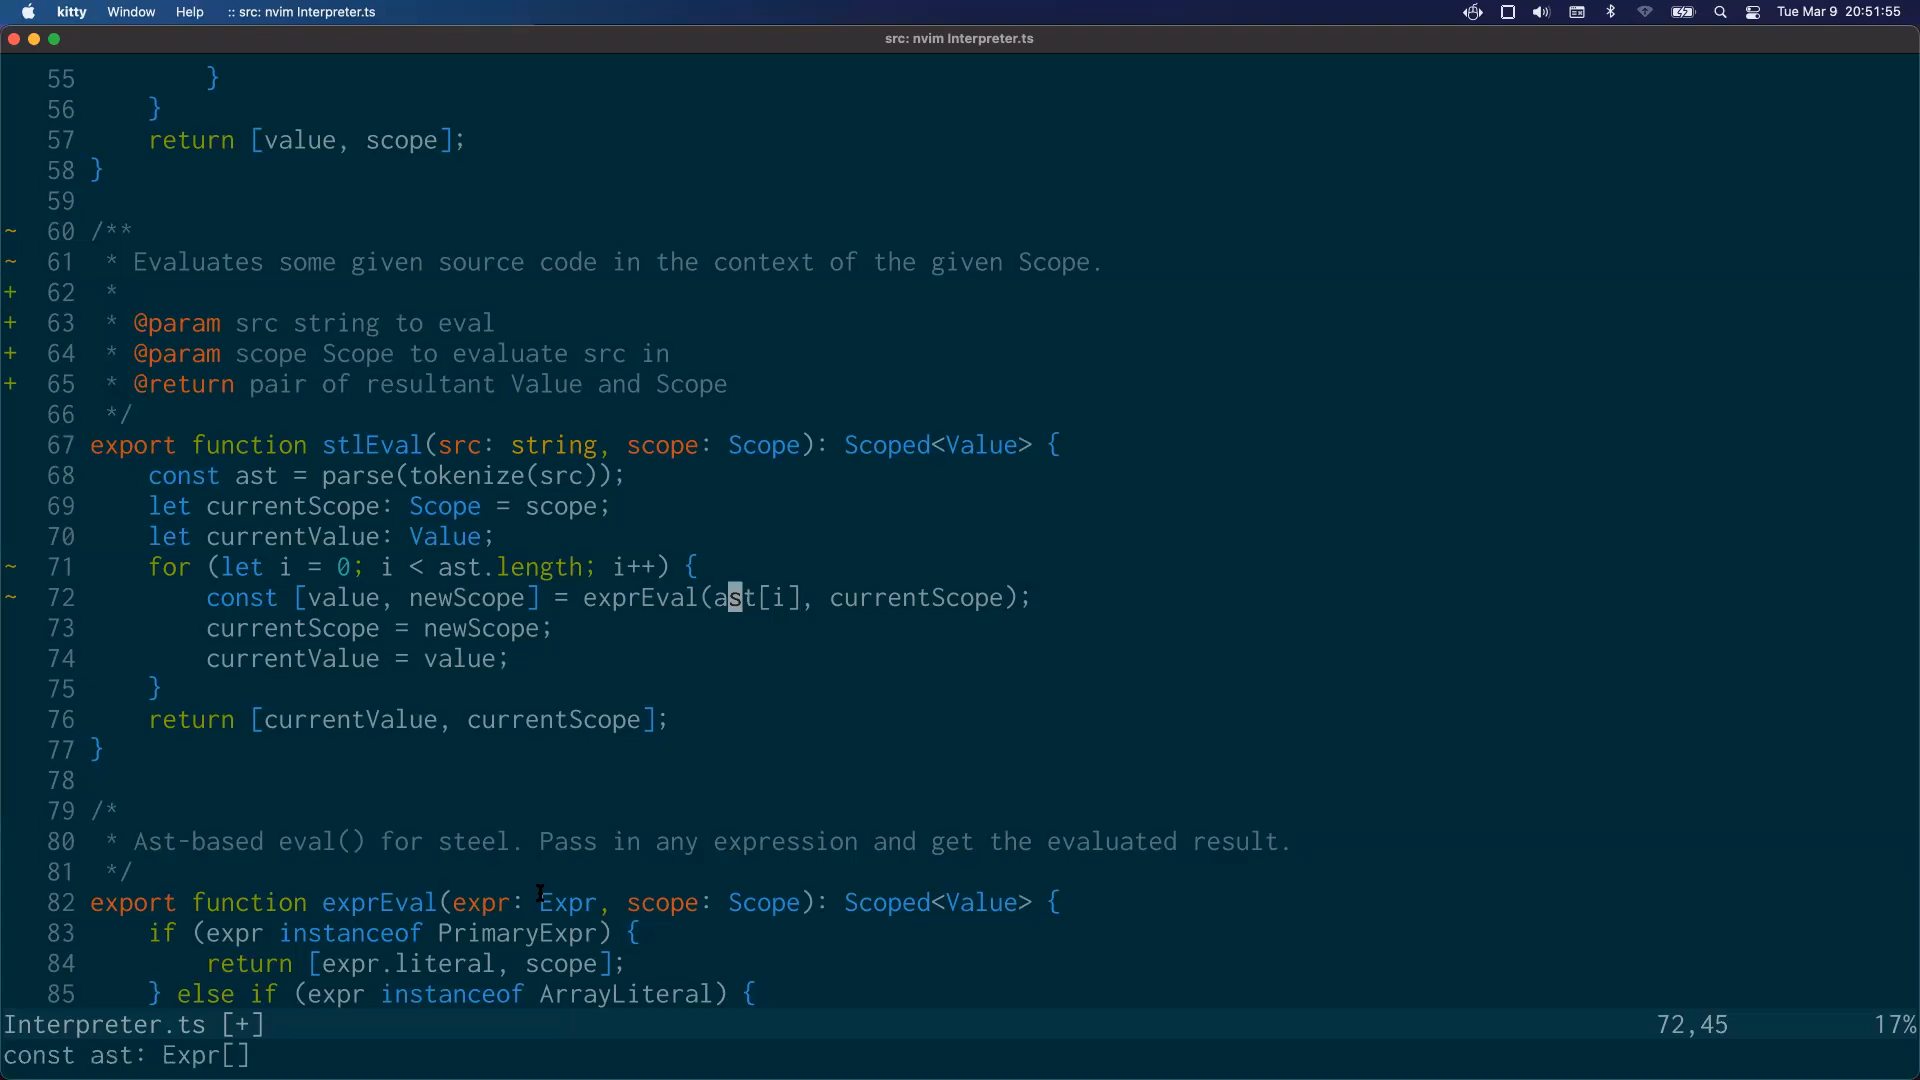 kitty Window Help :: src: nvim Interpreter.ts Tue Mar 9 20:51:55
src: nvim Interpreter.ts
55         }
56     }
57     return [value, scope];
58 }
59
~ 60 /**
~ 61  * Evaluates some given source code in the context of the given Scope.
+ 62  *
+ 63  * @param src string to eval
+ 64  * @param scope Scope to evaluate src in
+ 65  * @return pair of resultant Value and Scope
66  */
67 export function stlEval(src: string, scope: Scope): Scoped<Value> {
68     const ast = parse(tokenize(src));
69     let currentScope: Scope = scope;
70     let currentValue: Value;
~ 71     for (let i = 0; i < ast.length; i++) {
~ 72         const [value, newScope] = exprEval(ast[i], currentScope);
73         currentScope = newScope;
74         currentValue = value;
75     }
76     return [currentValue, currentScope];
77 }
78
79 /*
80  * Ast-based eval() for steel. Pass in any expression and get the evaluated result.
81  */
82 export function exprEval(expr: Expr, scope: Scope): Scoped<Value> {
83     if (expr instanceof PrimaryExpr) {
84         return [expr.literal, scope];
85     } else if (expr instanceof ArrayLiteral) {
Interpreter.ts [+] 72,45 17%
const ast: Expr[]